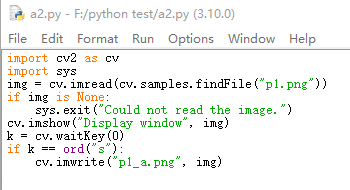 a2.py - F:/python test/a2.py (3.10.0)
File Edit Format Run Options Window Help
import cv2 as cv
import sys
img = cv.imread(cv.samples.findFile("p1.png"))
if img is None:
    sys.exit("Could not read the image.")
cv.imshow("Display window", img)
k = cv.waitKey(0)
if k == ord("s"):
    cv.imwrite("p1_a.png", img)